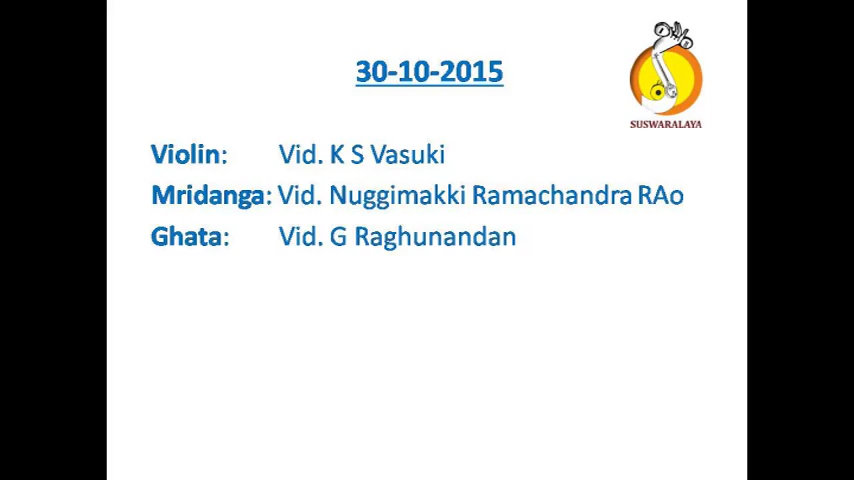 30-10-2015
SUSWARALAYA
Violin: Vid. K S Vasuki
Mridanga: Vid. Nuggimakki Ramachandra RAo
Ghata: Vid. G Raghunandan